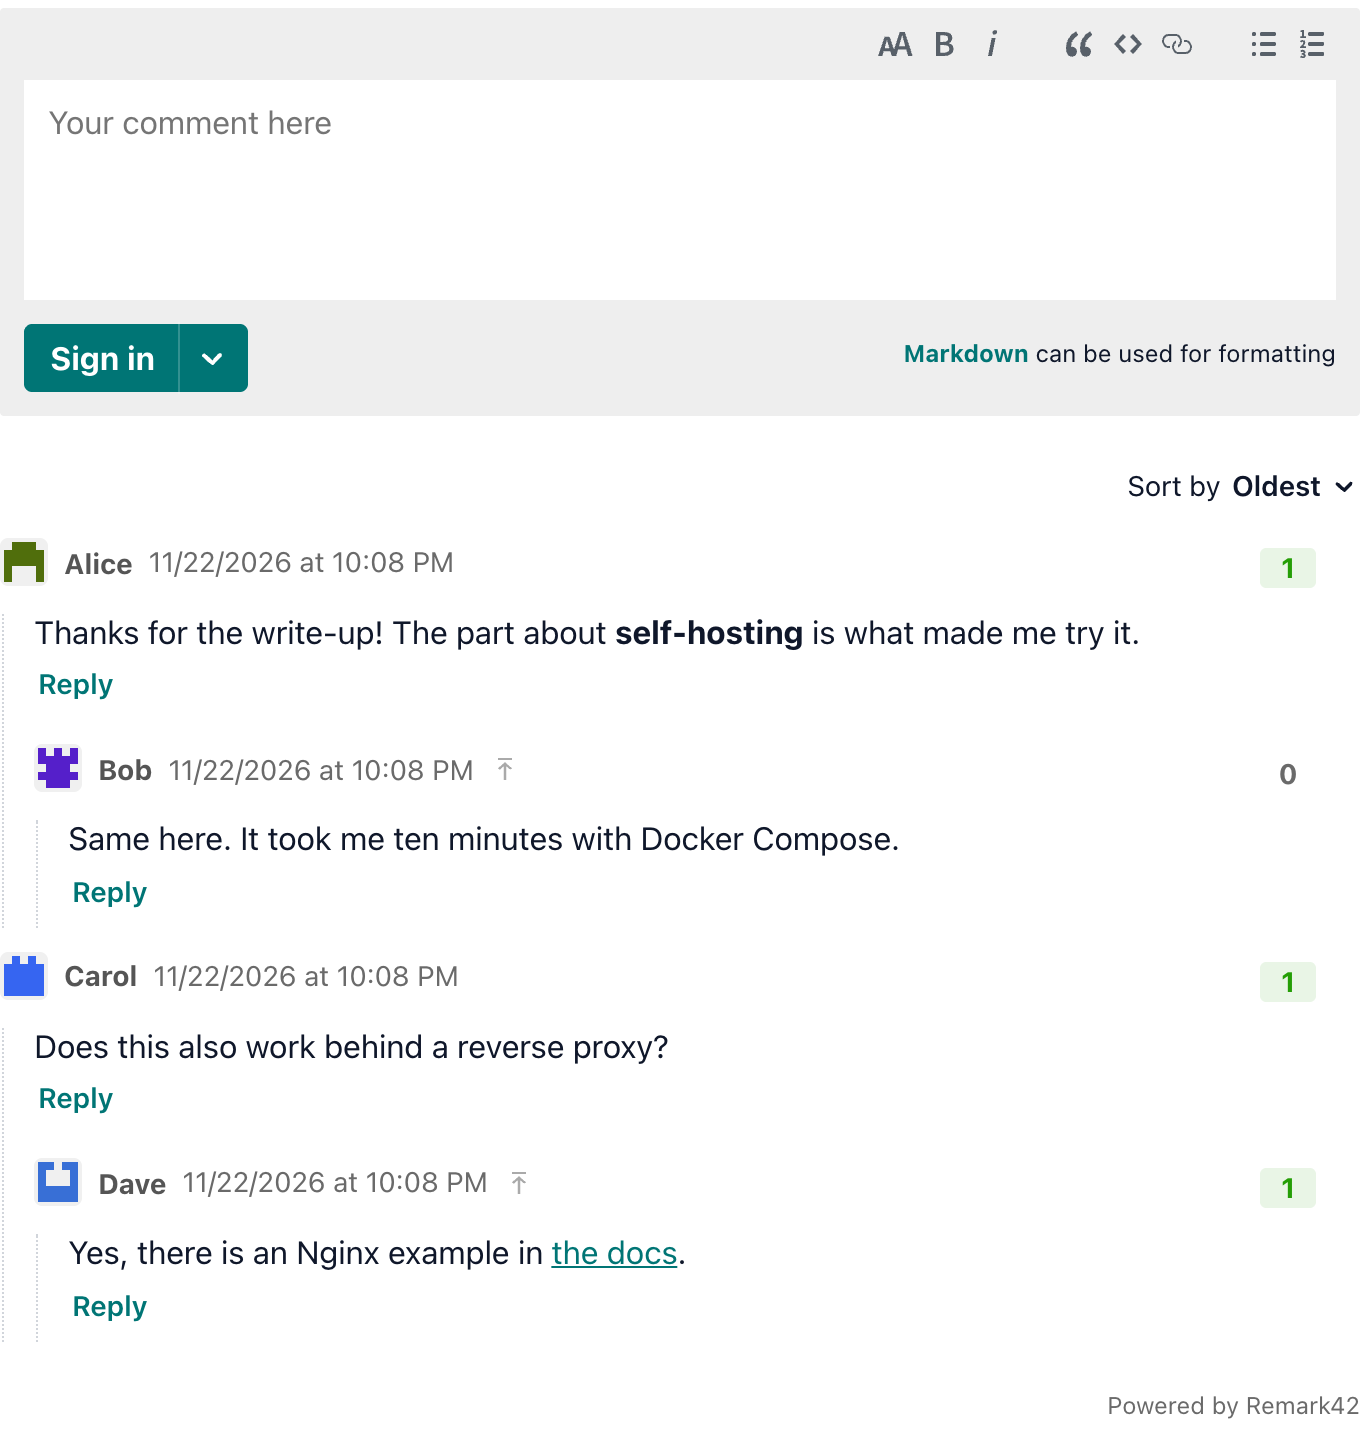 Your comment here
Sign in
Markdown can be used for formatting
Sort by Oldest
Alice 11/22/2026 at 10:08 PM 1
Thanks for the write-up! The part about self-hosting is what made me try it.
Reply
Bob 11/22/2026 at 10:08 PM 0
Same here. It took me ten minutes with Docker Compose.
Reply
Carol 11/22/2026 at 10:08 PM 1
Does this also work behind a reverse proxy?
Reply
Dave 11/22/2026 at 10:08 PM 1
Yes, there is an Nginx example in the docs.
Reply
Powered by Remark42